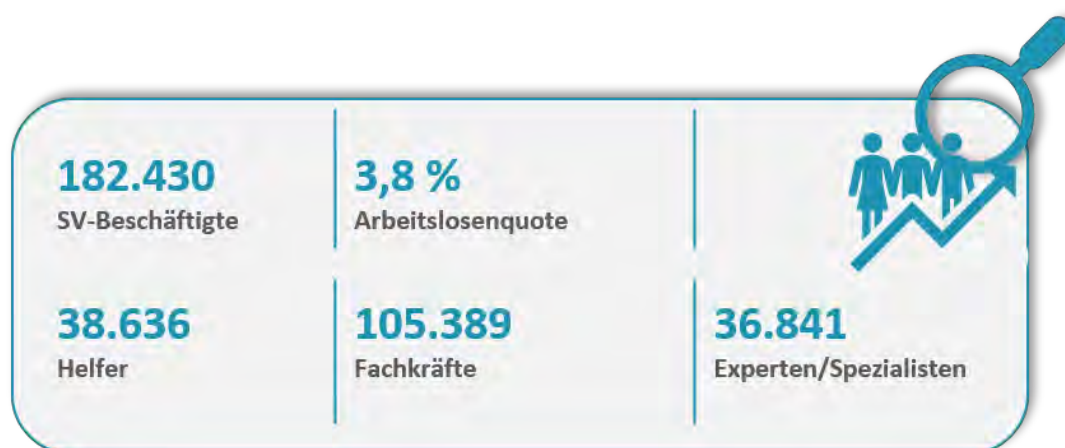 182.430
SV-Beschäftigte
3,8 %
Arbeitslosenquote
38.636
Helfer
105.389
Fachkräfte
36.841
Experten/Spezialisten